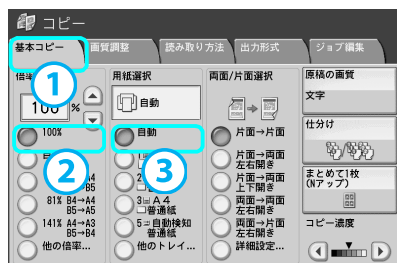 コピー
基本コピー
画質調整
読み取り方法
出力形式
ジョブ編集
倍率
1
100 %
100%
2
A4
B5
81% B4→A4
B5→A5
141% A4→A3
B5→B4
他の倍率...
用紙選択
自動
自動
3
3 A4
普通紙
5 自動検知
普通紙
他のトレイ...
両面/片面選択
片面→片面
片面→両面
左右開き
片面→両面
上下開き
両面→両面
左右開き
両面→片面
左右開き
詳細設定...
原稿の画質
文字
仕分け
まとめて1枚
(Nアップ)
コピー濃度